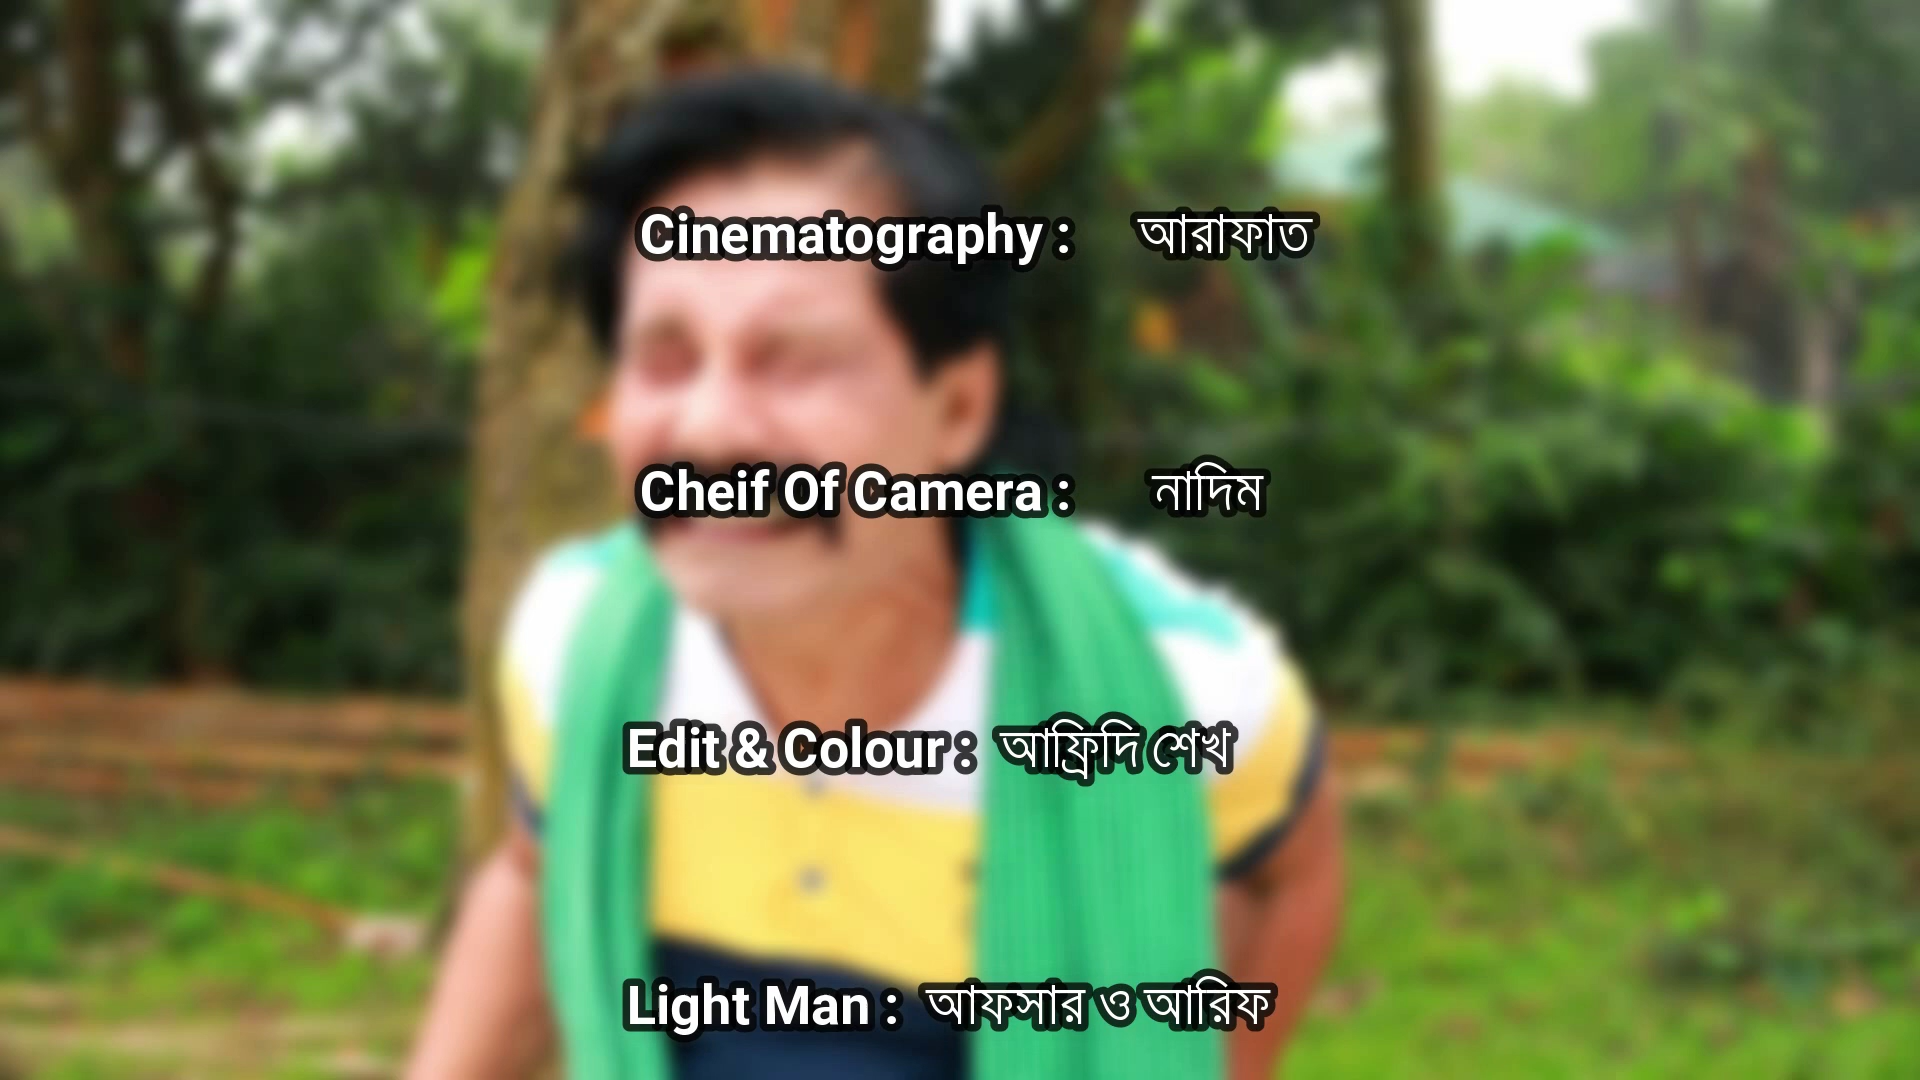 Cinematography : আরাফাত
Cheif Of Camera : নাদিম
Edit & Colour : আফ্রিদি শেখ
Light Man : আফসার ও আরিফ